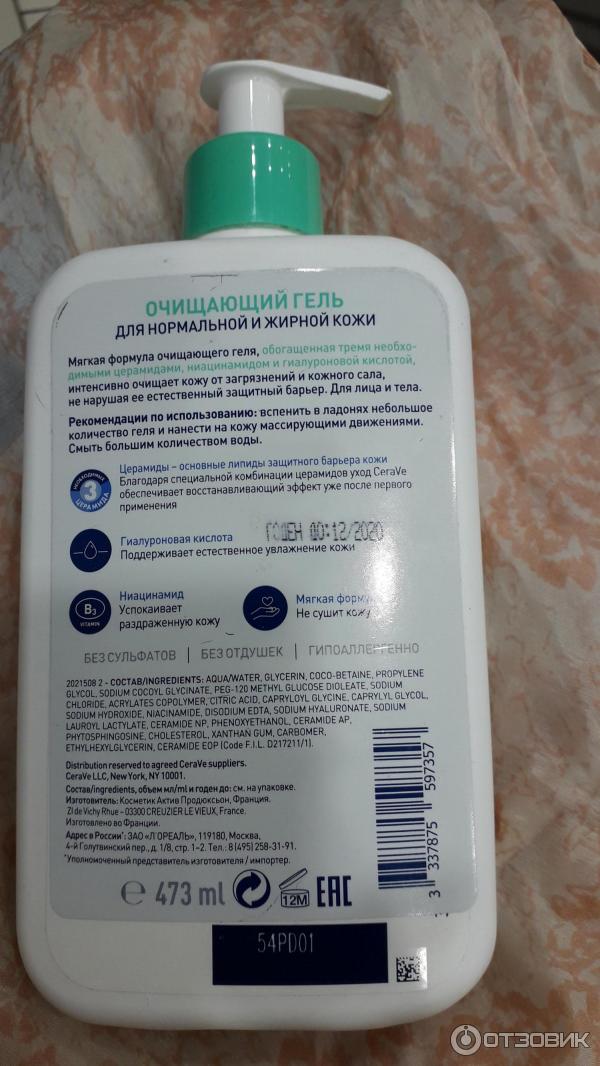 ОЧИЩАЮЩИЙ ГЕЛЬ
ДЛЯ НОРМАЛЬНОЙ И ЖИРНОЙ КОЖИ
Мягкая формула очищающего геля, обогащенная тремя необхо-
димыми церамидами, ниацинамидом и гиалуроновой кислотой,
интенсивно очищает кожу от загрязнений и кожного сала,
не нарушая ее естественный защитный барьер. Для лица и тела.
Рекомендации по использованию: вспенить в ладонях небольшое
количество геля и нанести на кожу массирующими движениями.
Смыть большим количеством воды.
НЕОБХОДИМЫХ
3
ЦЕРАМИДА
Церамиды – основные липиды защитного барьера кожи
Благодаря специальной комбинации церамидов уход CeraVe
обеспечивает восстанавливающий эффект уже после первого
применения
ГОДЕН ДО:12/2020
Гиалуроновая кислота
Поддерживает естественное увлажнение кожи
B3
VITAMIN
Ниацинамид
Успокаивает
раздраженную кожу
Мягкая формула
Не сушит кожу
БЕЗ СУЛЬФАТОВ | БЕЗ ОТДУШЕК | ГИПОАЛЛЕРГЕННО
2021508 2 - СОСТАВ/INGREDIENTS: AQUA/WATER, GLYCERIN, COCO-BETAINE, PROPYLENE
GLYCOL, SODIUM COCOYL GLYCINATE, PEG-120 METHYL GLUCOSE DIOLEATE, SODIUM
CHLORIDE, ACRYLATES COPOLYMER, CITRIC ACID, CAPRYLOYL GLYCINE, CAPRYLYL GLYCOL,
SODIUM HYDROXIDE, NIACINAMIDE, DISODIUM EDTA, SODIUM HYALURONATE, SODIUM
LAUROYL LACTYLATE, CERAMIDE NP, PHENOXYETHANOL, CERAMIDE AP,
PHYTOSPHINGOSINE, CHOLESTEROL, XANTHAN GUM, CARBOMER,
ETHYLHEXYLGLYCERIN, CERAMIDE EOP (Code F.I.L. D217211/1).
Distribution reserved to agreed CeraVe suppliers.
CeraVe LLC, New York, NY 10001.
Состав/ingredients, объем мл/ml и годен до: см. на упаковке.
Изготовитель: Косметик Актив Продюксьон, Франция.
ZI de Vichy Rhue – 03300 CREUZIER LE VIEUX, France.
Изготовлено во Франции.
Адрес в России*: ЗАО «Л'ОРЕАЛЬ», 119180, Москва,
4-й Голутвинский пер., д. 1/8, стр. 1–2. Тел.: 8 (495) 258-31-91.
*Уполномоченный представитель изготовителя / импортер.
3 337875 597357
℮ 473 ml 12M EAC
54PD01
ОТЗОВИК